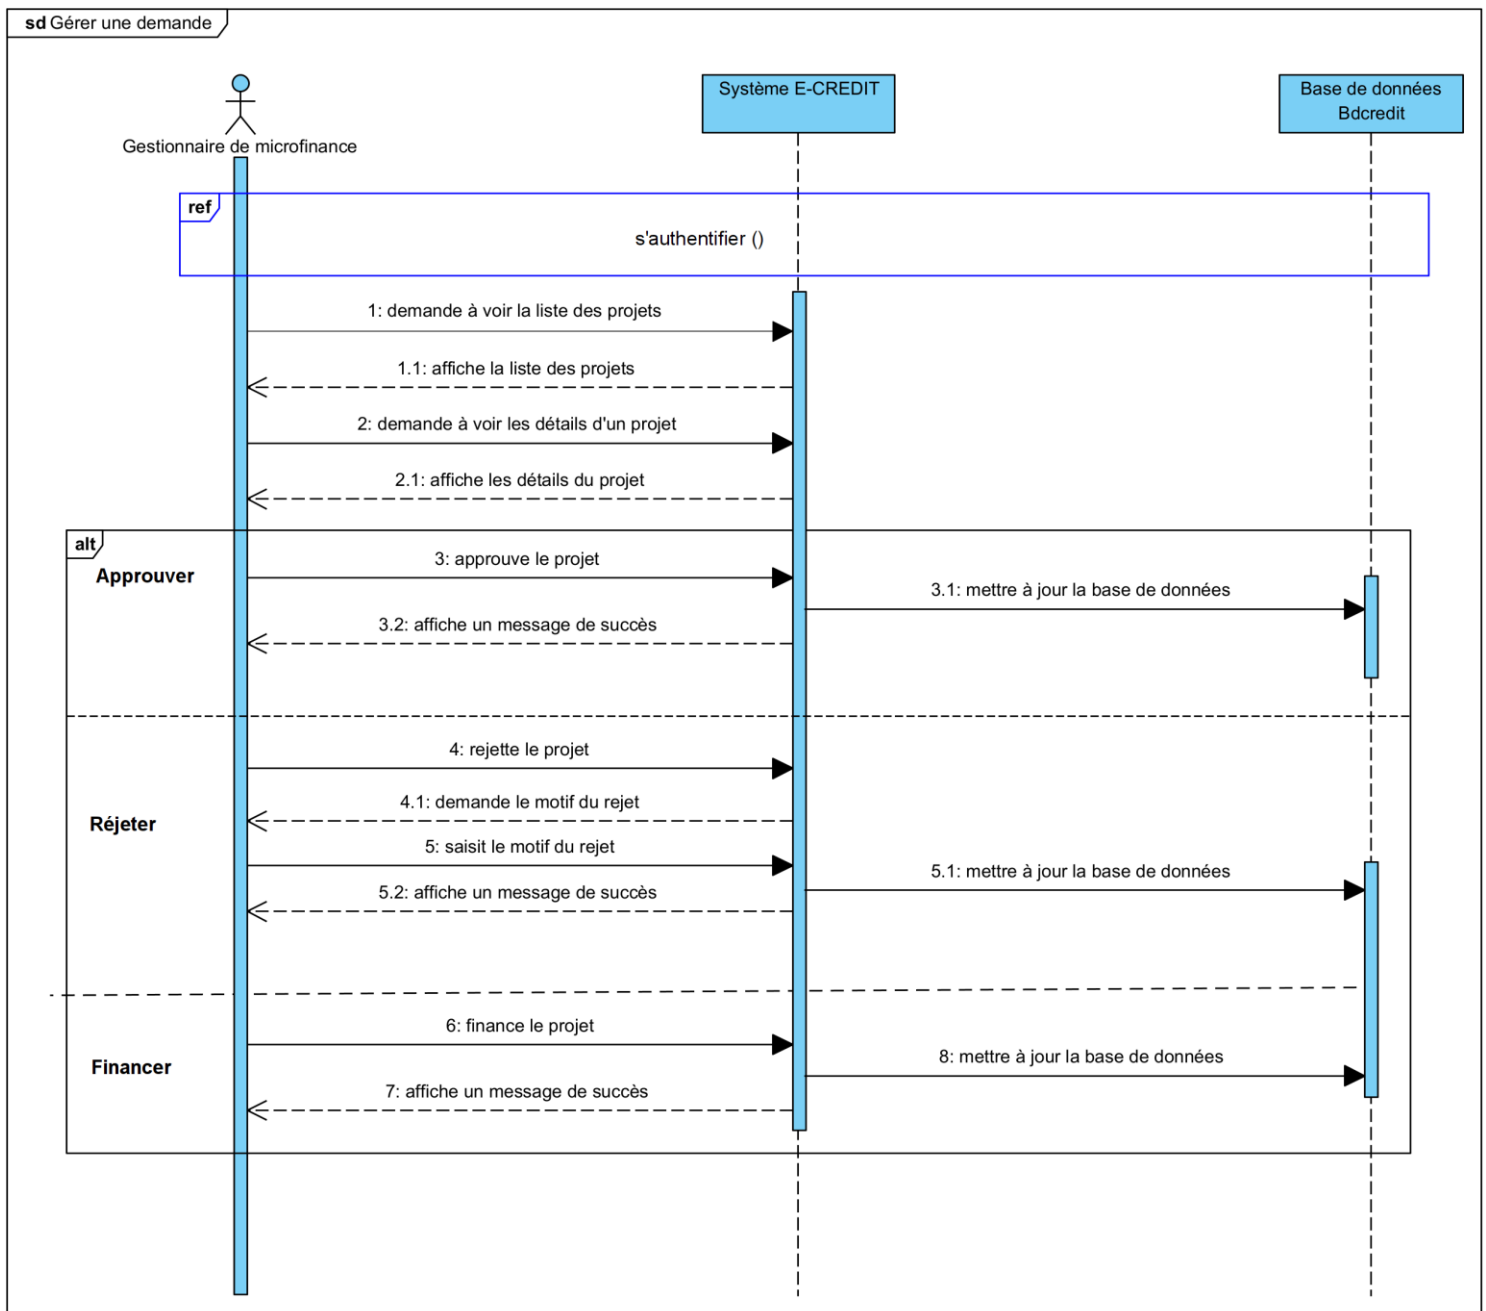 sd Gérer une demande
Système E-CREDIT
Base de données
Bdcredit
Gestionnaire de microfinance
ref
s'authentifier ()
1: demande à voir la liste des projets
1.1: affiche la liste des projets
2: demande à voir les détails d'un projet
2.1: affiche les détails du projet
alt
Approuver
3: approuve le projet
3.1: mettre à jour la base de données
3.2: affiche un message de succès
4: rejette le projet
4.1: demande le motif du rejet
Réjeter
5: saisit le motif du rejet
5.1: mettre à jour la base de données
5.2: affiche un message de succès
6: finance le projet
Financer
8: mettre à jour la base de données
7: affiche un message de succès